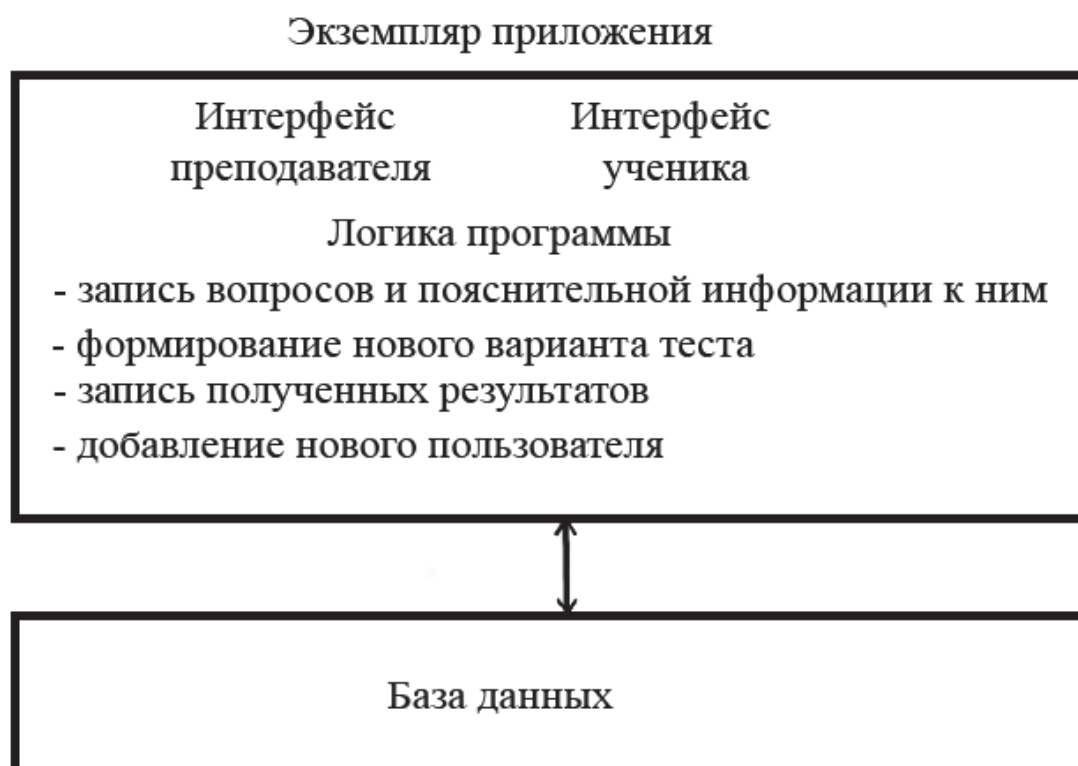 Экземпляр приложения
Интерфейс Интерфейс
преподавателя ученика
Логика программы
- запись вопросов и пояснительной информации к ним
- формирование нового варианта теста
- запись полученных результатов
- добавление нового пользователя
База данных